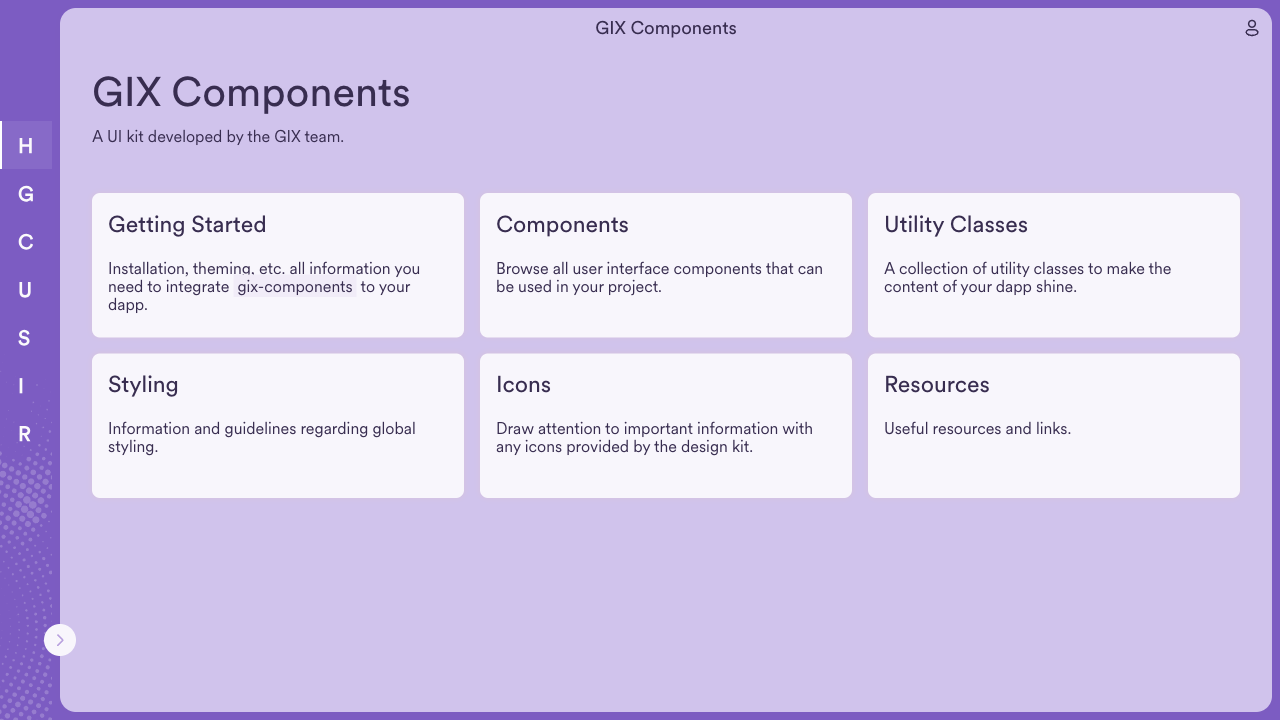 GIX Components
GIX Components
A UI kit developed by the GIX team.
H
G
C
U
S
I
R
Getting Started
Installation, theming, etc. all information you
need to integrate gix-components to your
dapp.
Components
Browse all user interface components that can
be used in your project.
Utility Classes
A collection of utility classes to make the
content of your dapp shine.
Styling
Information and guidelines regarding global
styling.
Icons
Draw attention to important information with
any icons provided by the design kit.
Resources
Useful resources and links.